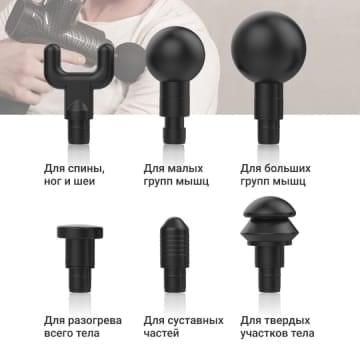 Для спины,
ног и шеи
Для малых
групп мышц
Для больших
групп мышц
Для разогрева
всего тела
Для суставных
частей
Для твердых
участков тела